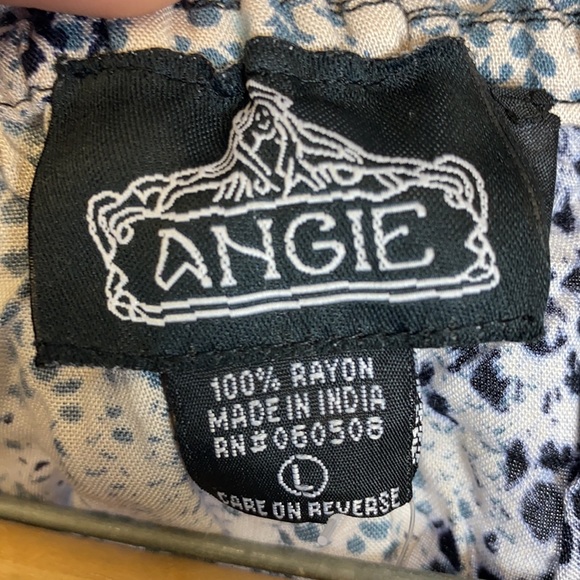 ANGIE
100% RAYON
MADE IN INDIA
RN#060508
L
CARE ON REVERSE